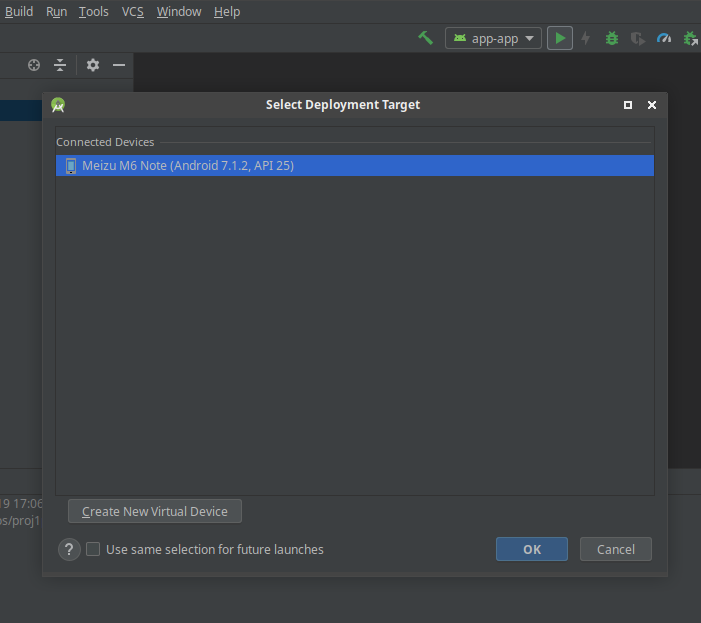 Build Run Tools VCS Window Help
app-app
Select Deployment Target
Connected Devices
Meizu M6 Note (Android 7.1.2, API 25)
19 17:06
os/proj1
Create New Virtual Device
? Use same selection for future launches OK Cancel